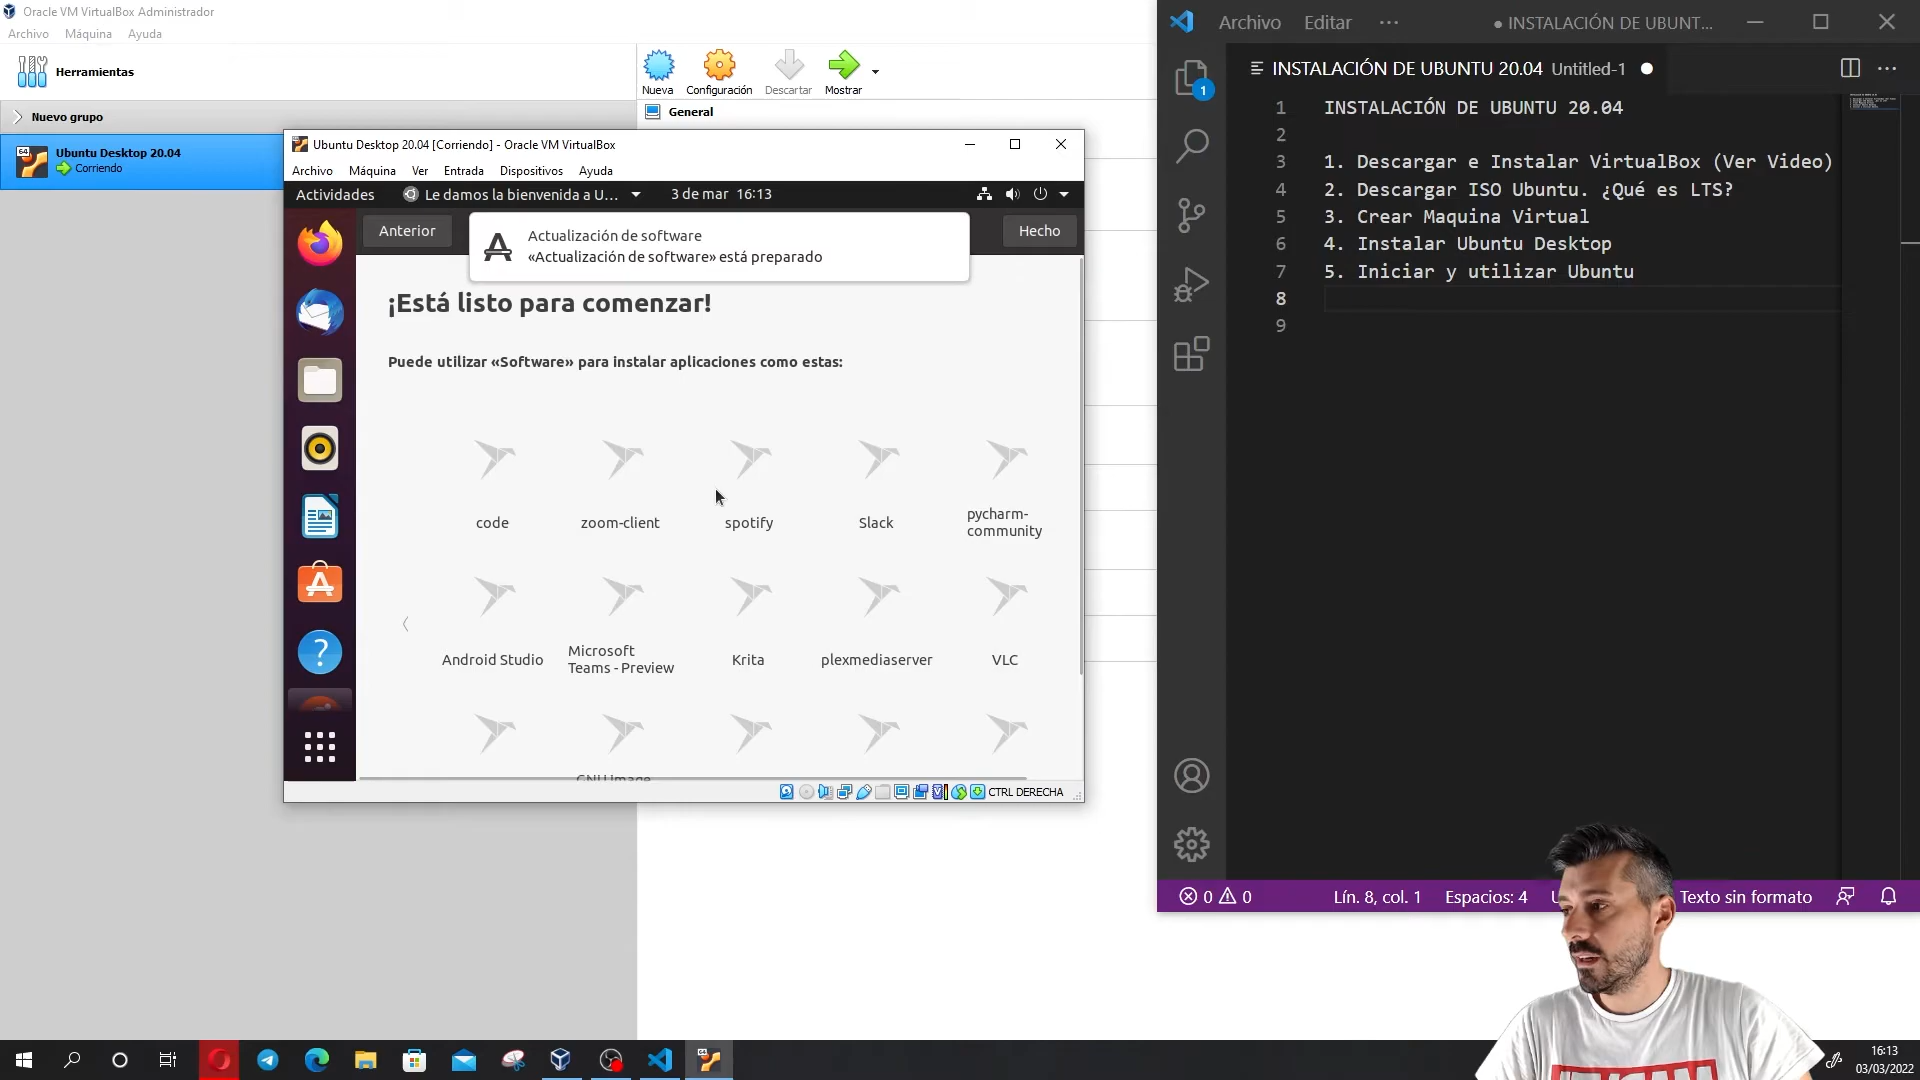 Oracle VM VirtualBox Administrador
Archivo Máquina Ayuda
Herramientas
Nuevo grupo
Ubuntu Desktop 20.04
Corriendo
Nueva Configuración Descartar Mostrar
General
Ubuntu Desktop 20.04 [Corriendo] - Oracle VM VirtualBox
Archivo Máquina Ver Entrada Dispositivos Ayuda
Actividades Le damos la bienvenida a U... 3 de mar 16:13
Anterior
Actualización de software
«Actualización de software» está preparado
Hecho
¡Está listo para comenzar!
Puede utilizar «Software» para instalar aplicaciones como estas:
code zoom-client spotify Slack pycharm-community
Android Studio Microsoft Teams - Preview Krita plexmediaserver VLC
GNU Image
CTRL DERECHA
Archivo Editar ··· ● INSTALACIÓN DE UBUNT...
INSTALACIÓN DE UBUNTU 20.04 Untitled-1
1
1 INSTALACIÓN DE UBUNTU 20.04
2
3 1. Descargar e Instalar VirtualBox (Ver Video)
4 2. Descargar ISO Ubuntu. ¿Qué es LTS?
5 3. Crear Maquina Virtual
6 4. Instalar Ubuntu Desktop
7 5. Iniciar y utilizar Ubuntu
8
9
0 0 Lín. 8, col. 1 Espacios: 4 Texto sin formato
16:13
03/03/2022